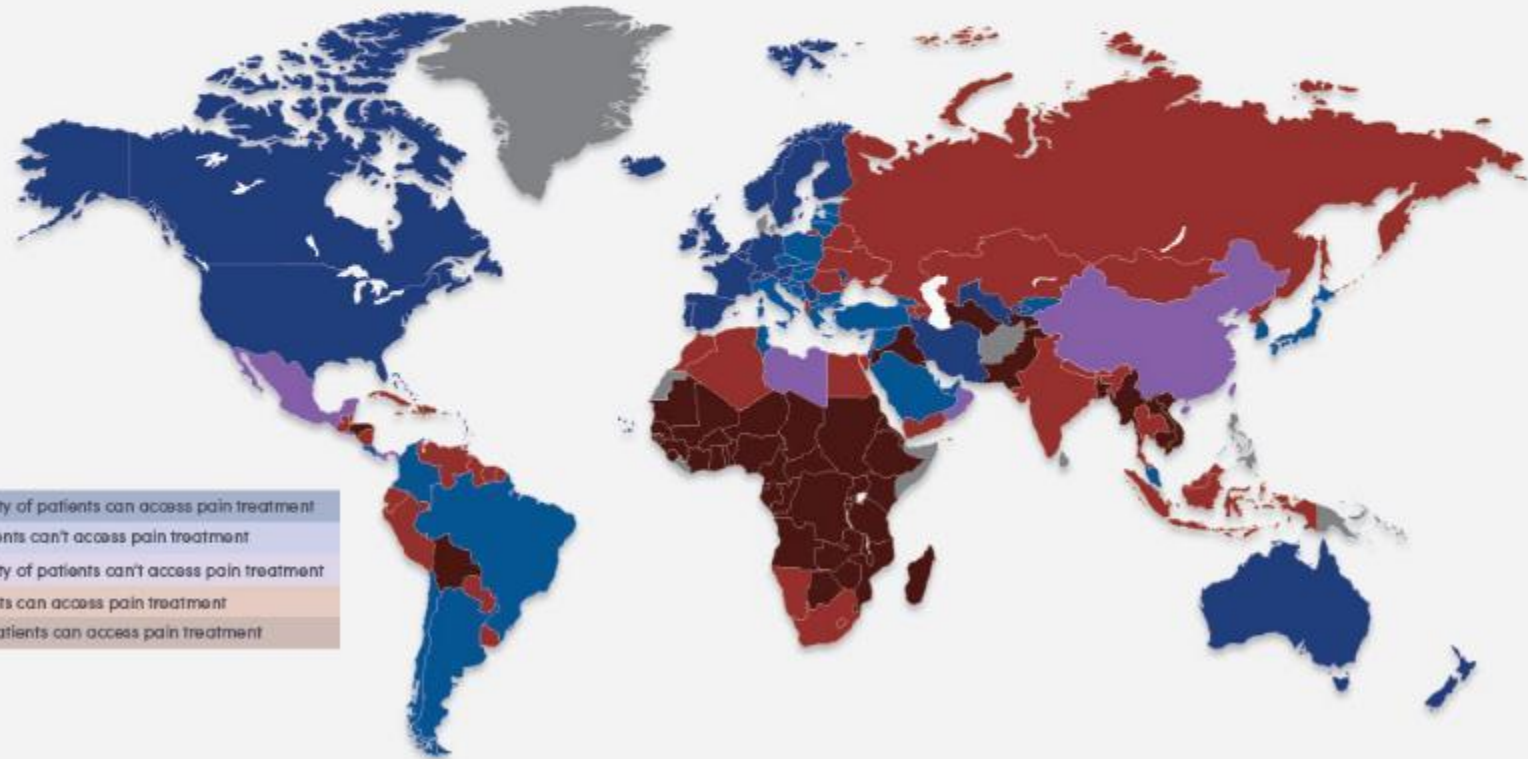 ty of patients can access pain treatment
ents can't access pain treatment
ty of patients can't access pain treatment
ts can access pain treatment
atients can access pain treatment